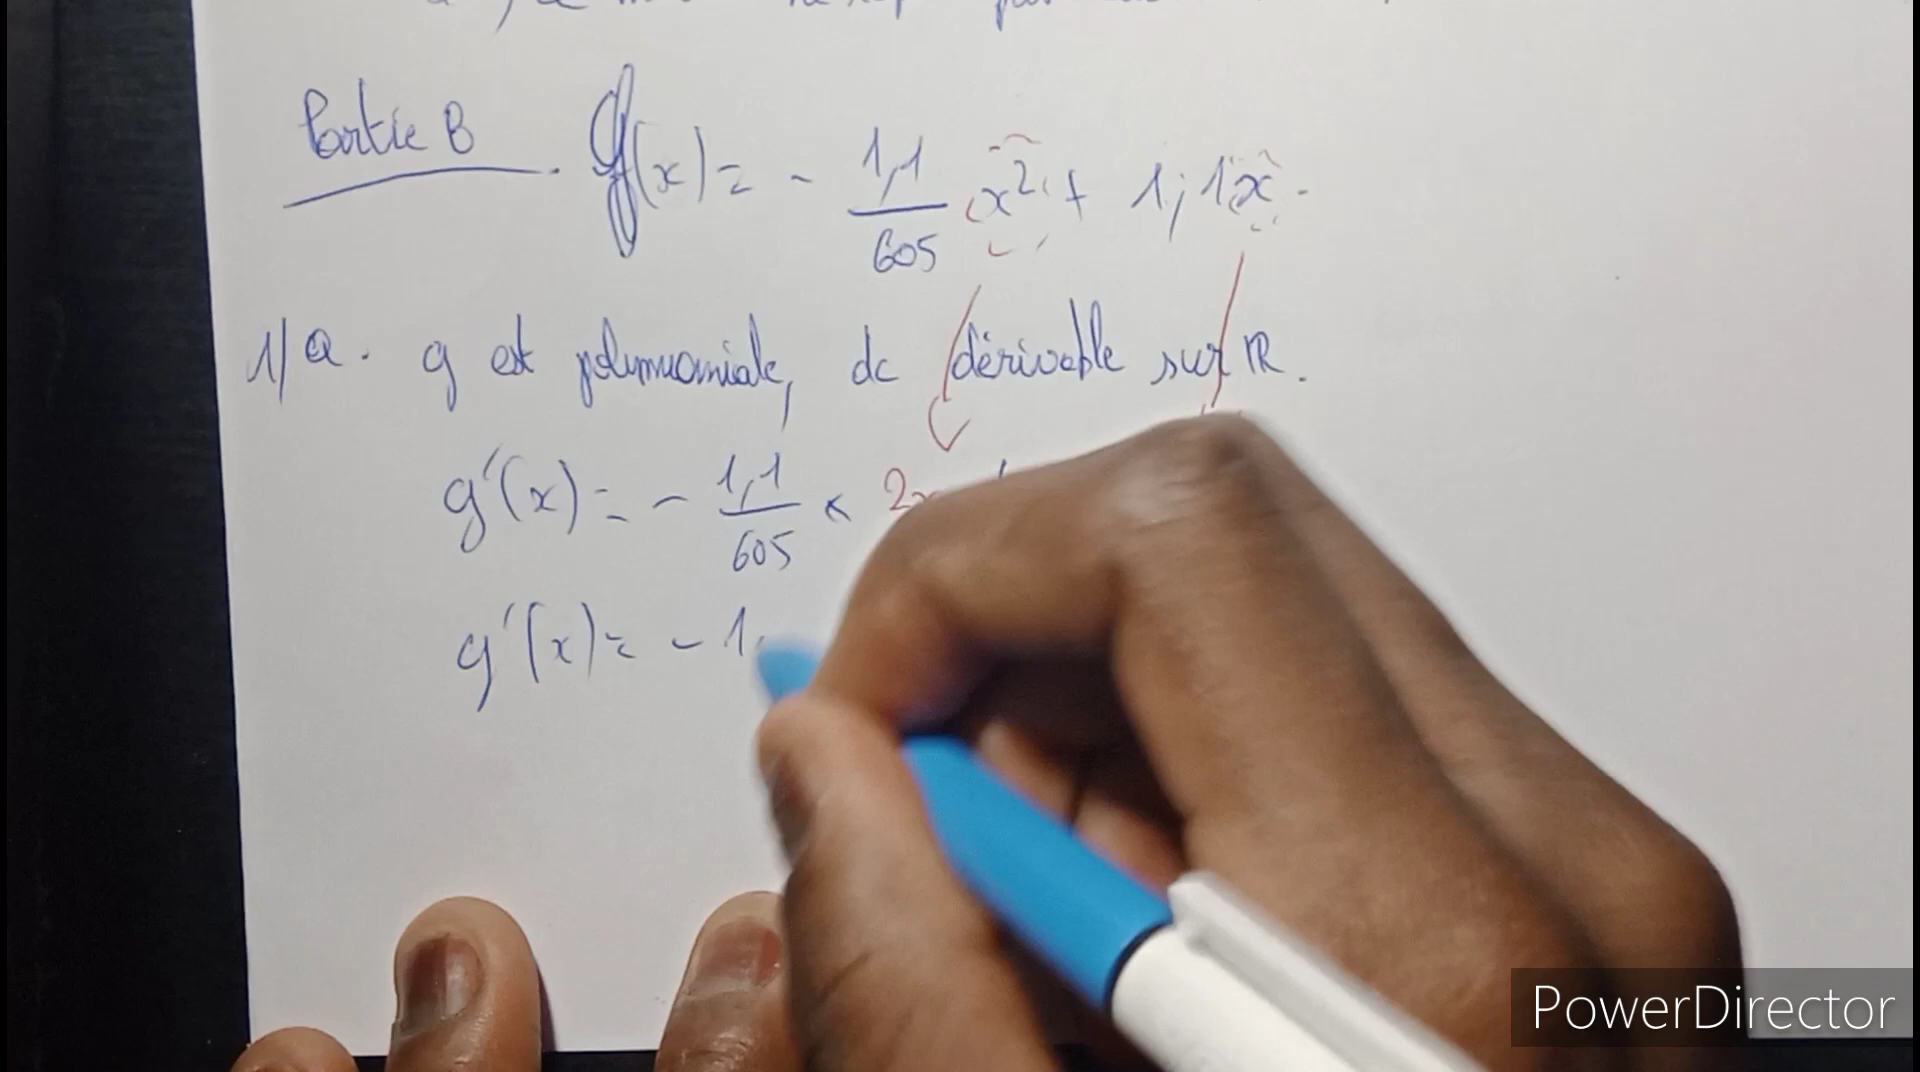 Partie B . g(x) = - 1,1/605 x² + 1,1x .
1/ a . g est polynomiale, dc dérivable sur ℝ .
g'(x) = - 1,1/605 × 2x
g'(x) = - 1,
PowerDirector